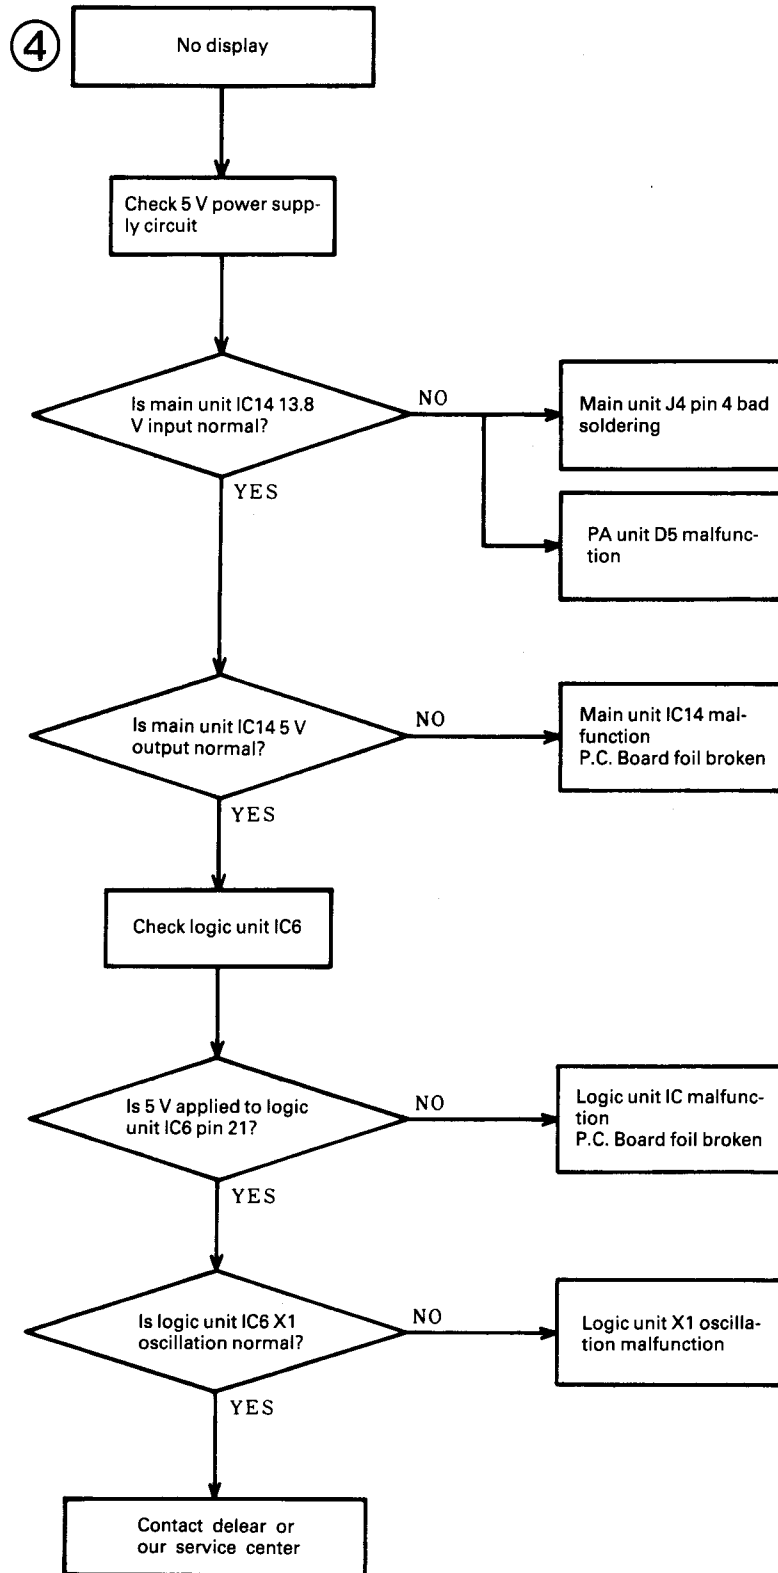 4
No display
Check 5 V power supp-
ly circuit
Is main unit IC14 13.8
V input normal?
NO
Main unit J4 pin 4 bad
soldering
YES
PA unit D5 malfunc-
tion
Is main unit IC14 5 V
output normal?
NO
Main unit IC14 mal-
function
P.C. Board foil broken
YES
Check logic unit IC6
Is 5 V applied to logic
unit IC6 pin 21?
NO
Logic unit IC malfunc-
tion
P.C. Board foil broken
YES
Is logic unit IC6 X1
oscillation normal?
NO
Logic unit X1 oscilla-
tion malfunction
YES
Contact delear or
our service center